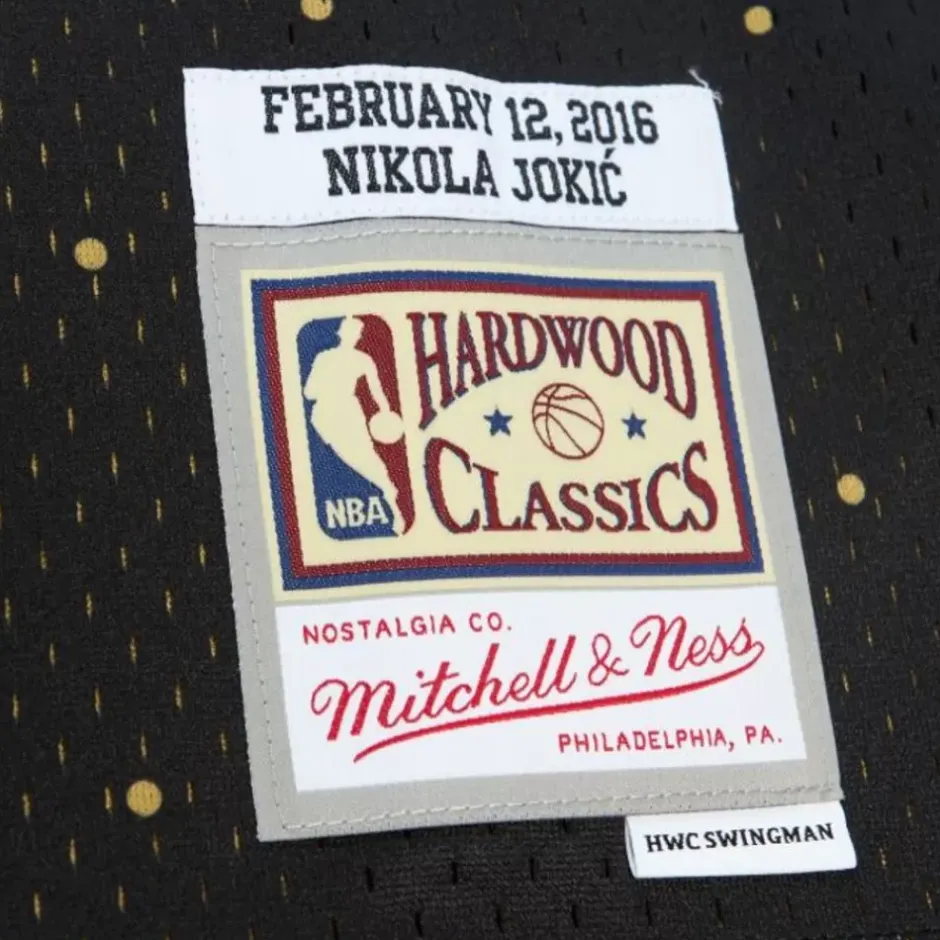 FEBRUARY 12, 2016
NIKOLA JOKIĆ
HARDWOOD
CLASSICS
NBA
NOSTALGIA CO.
Mitchell & Ness
PHILADELPHIA, PA.
HWC SWINGMAN